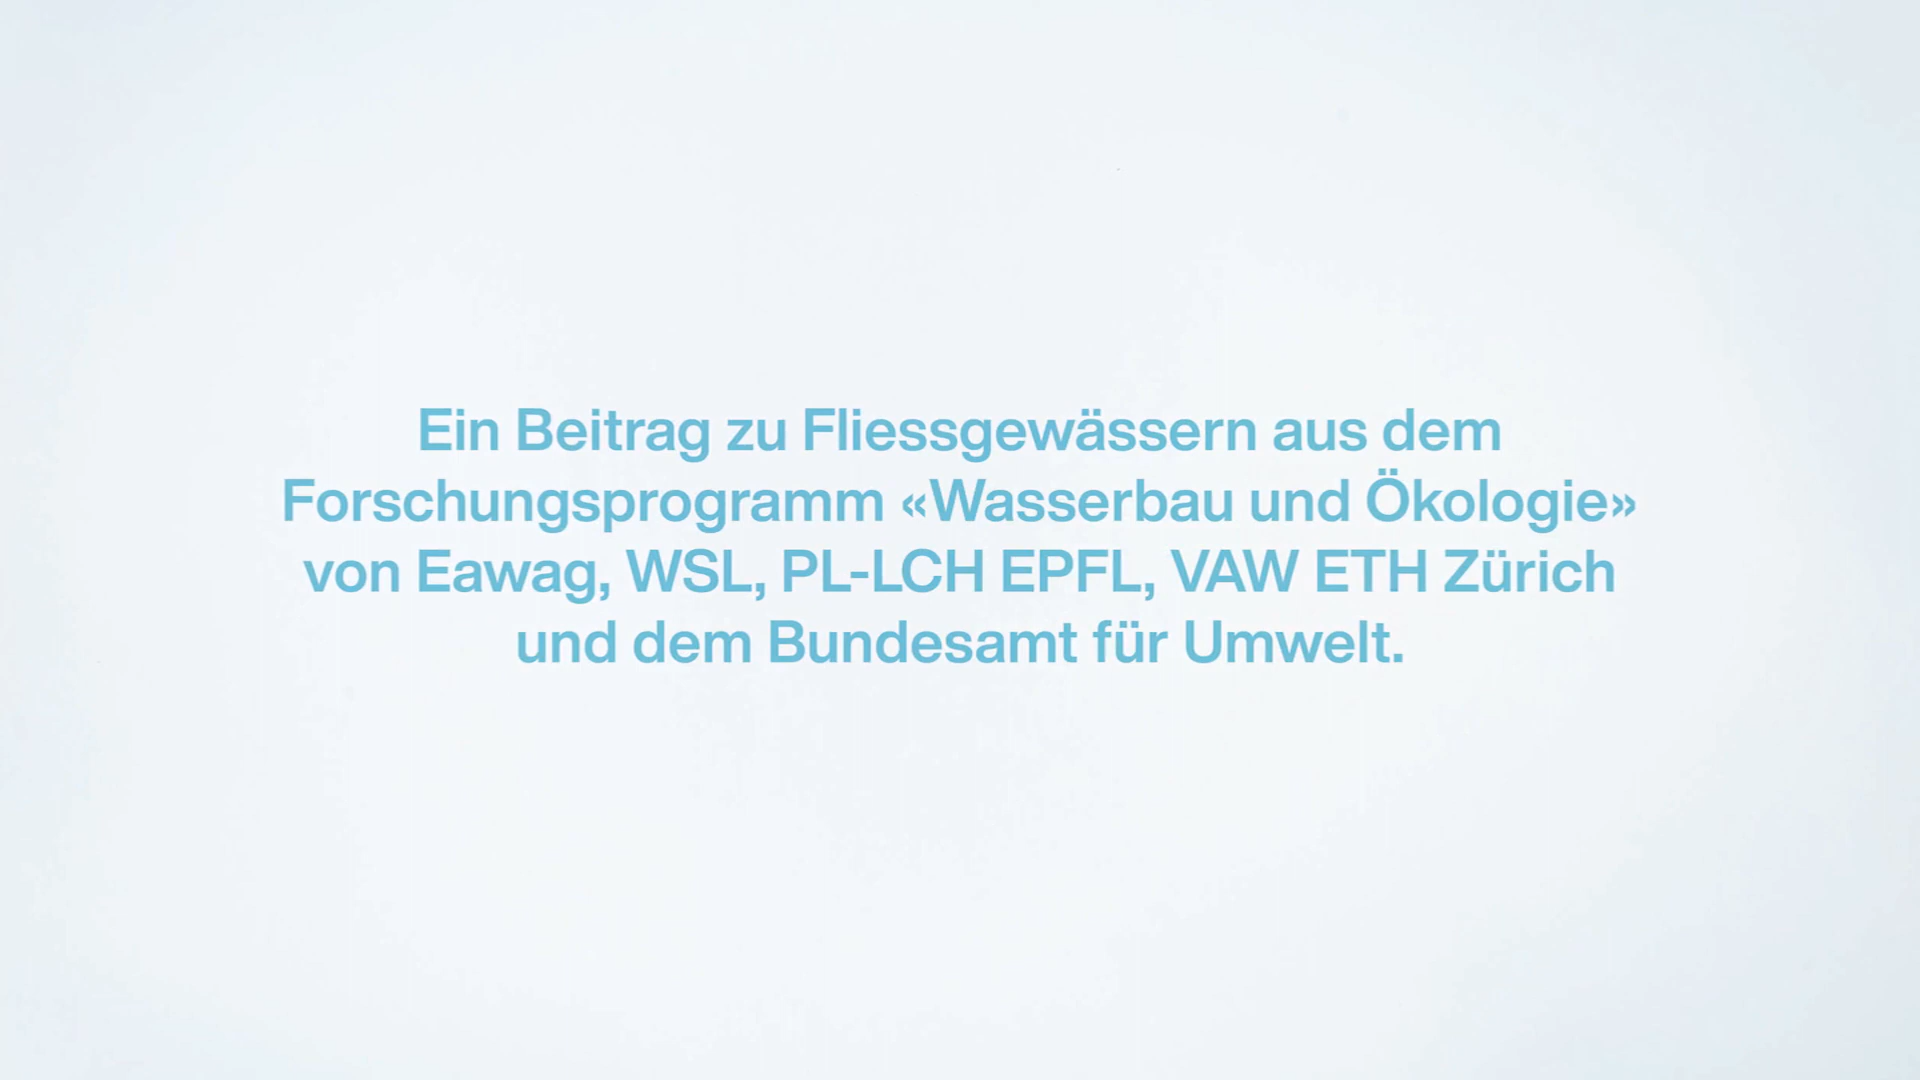 Ein Beitrag zu Fliessgewässern aus dem
Forschungsprogramm «Wasserbau und Ökologie»
von Eawag, WSL, PL-LCH EPFL, VAW ETH Zürich
und dem Bundesamt für Umwelt.